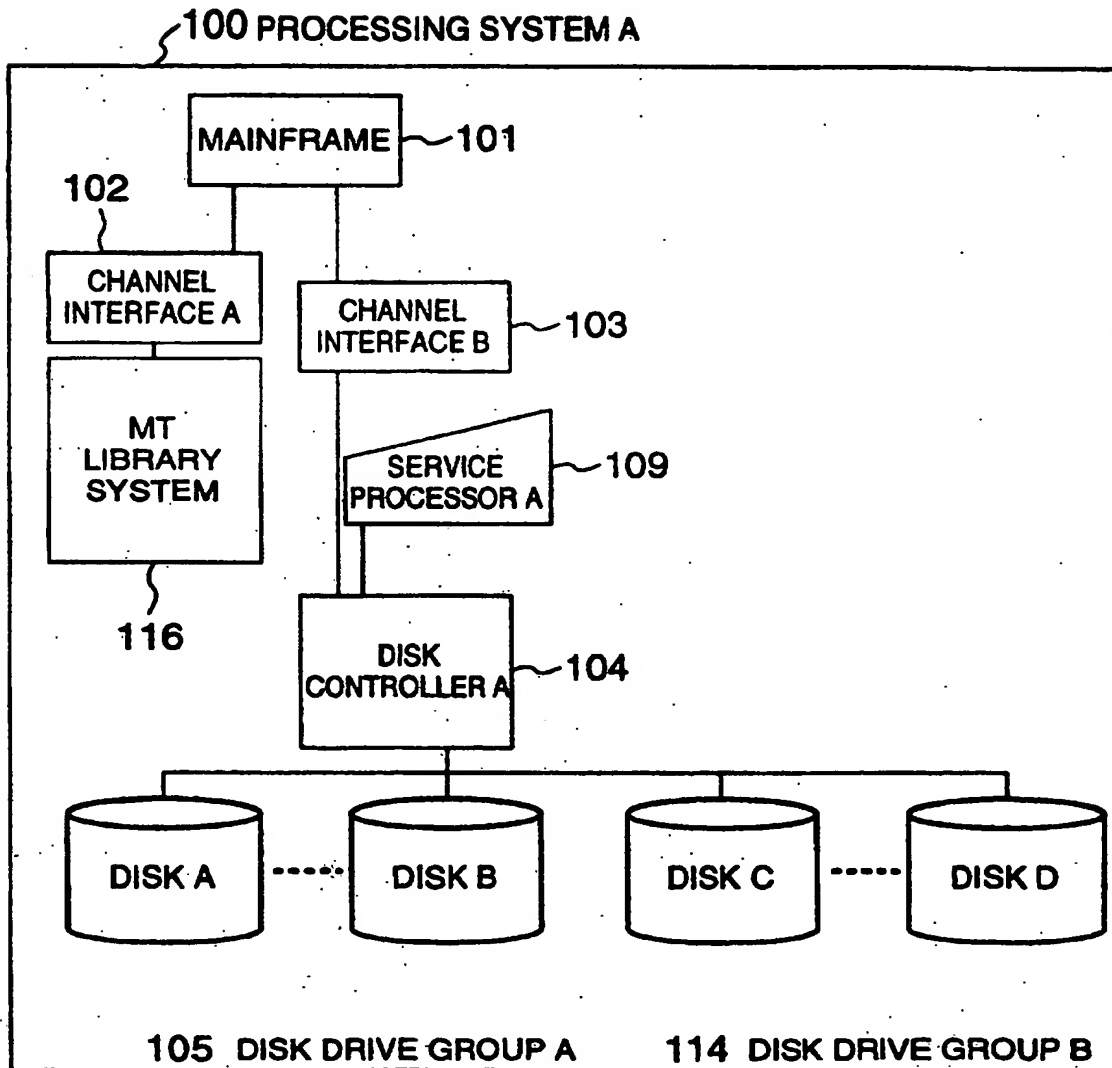 100 PROCESSING SYSTEM A
MAINFRAME
101
102
CHANNEL
INTERFACE A
CHANNEL
INTERFACE B
103
MT
LIBRARY
SYSTEM
SERVICE
PROCESSOR A
109
116
DISK
CONTROLLER A
104
DISK A
DISK B
DISK C
DISK D
105 DISK DRIVE GROUP A
114 DISK DRIVE GROUP B